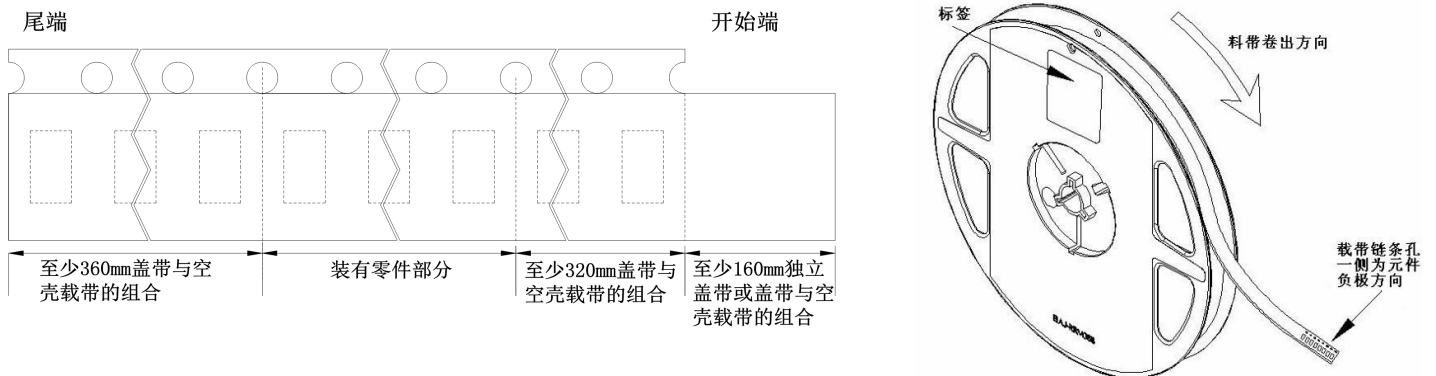 尾端
开始端
至少360mm盖带与空
壳载带的组合
装有零件部分
至少320mm盖带与
空壳载带的组合
至少160mm独立
盖带或盖带与空
壳载带的组合
标签
料带卷出方向
载带链条孔
一侧为元件
负极方向